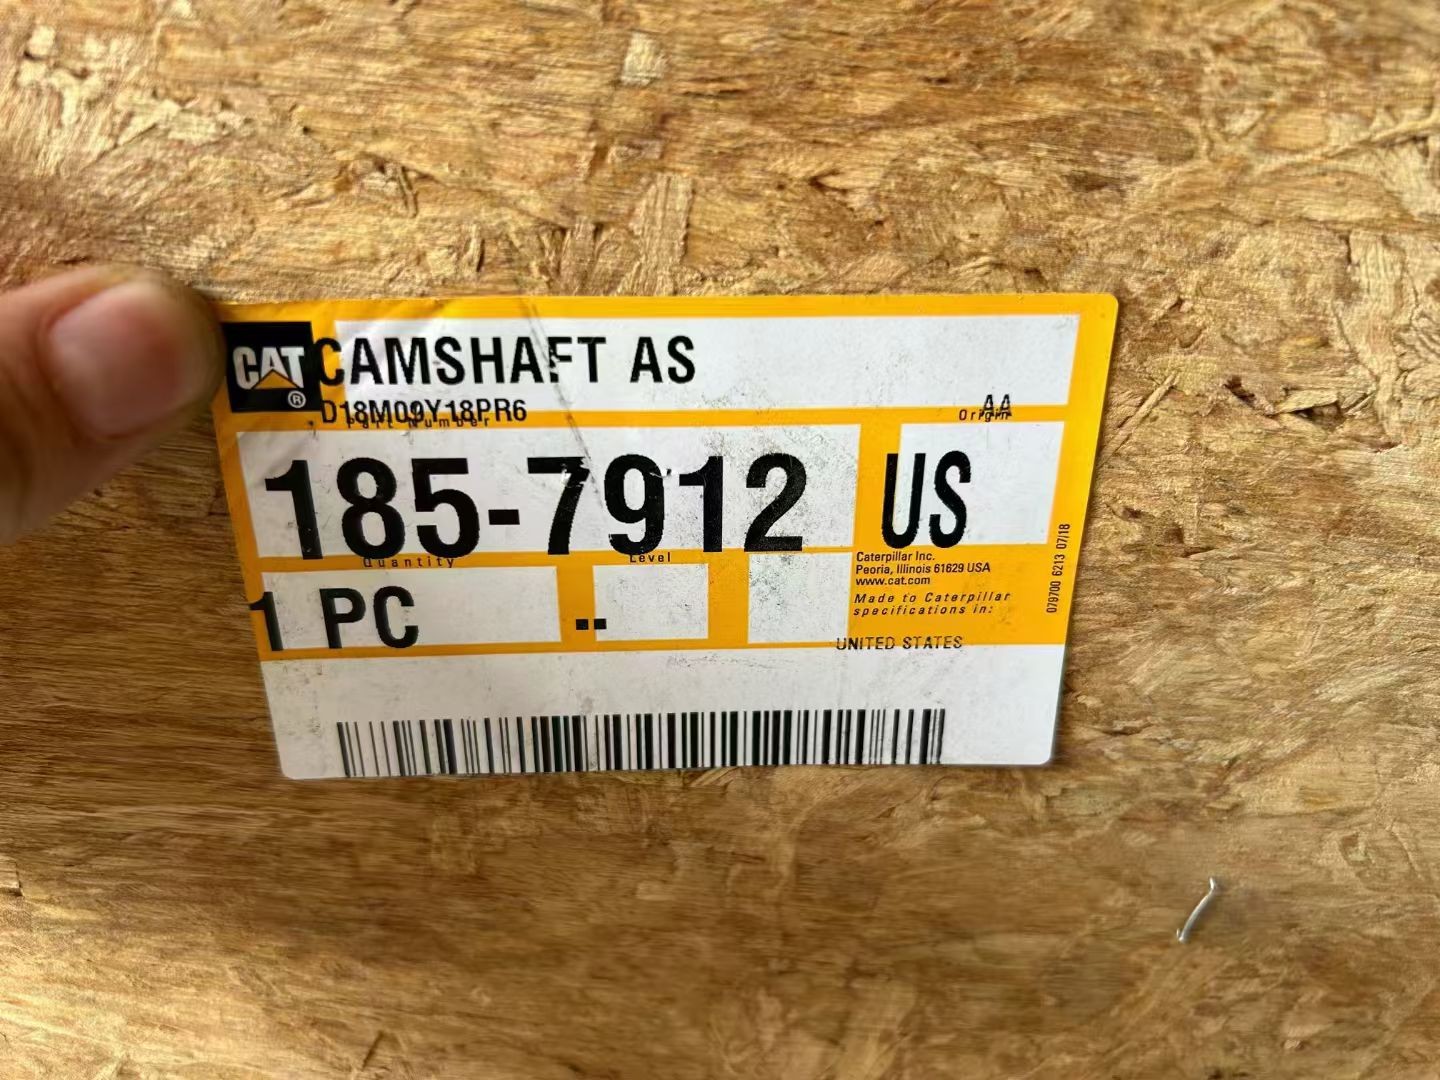 CAT®
CAMSHAFT AS
D18M09Y18PR6
AA
Part Number
Origin
185-7912
US
Quantity
Level
1 PC
--
Caterpillar Inc.
Peoria, Illinois 61629 USA
www.cat.com
Made to Caterpillar
specifications in:
UNITED STATES
079700 6213 07/18